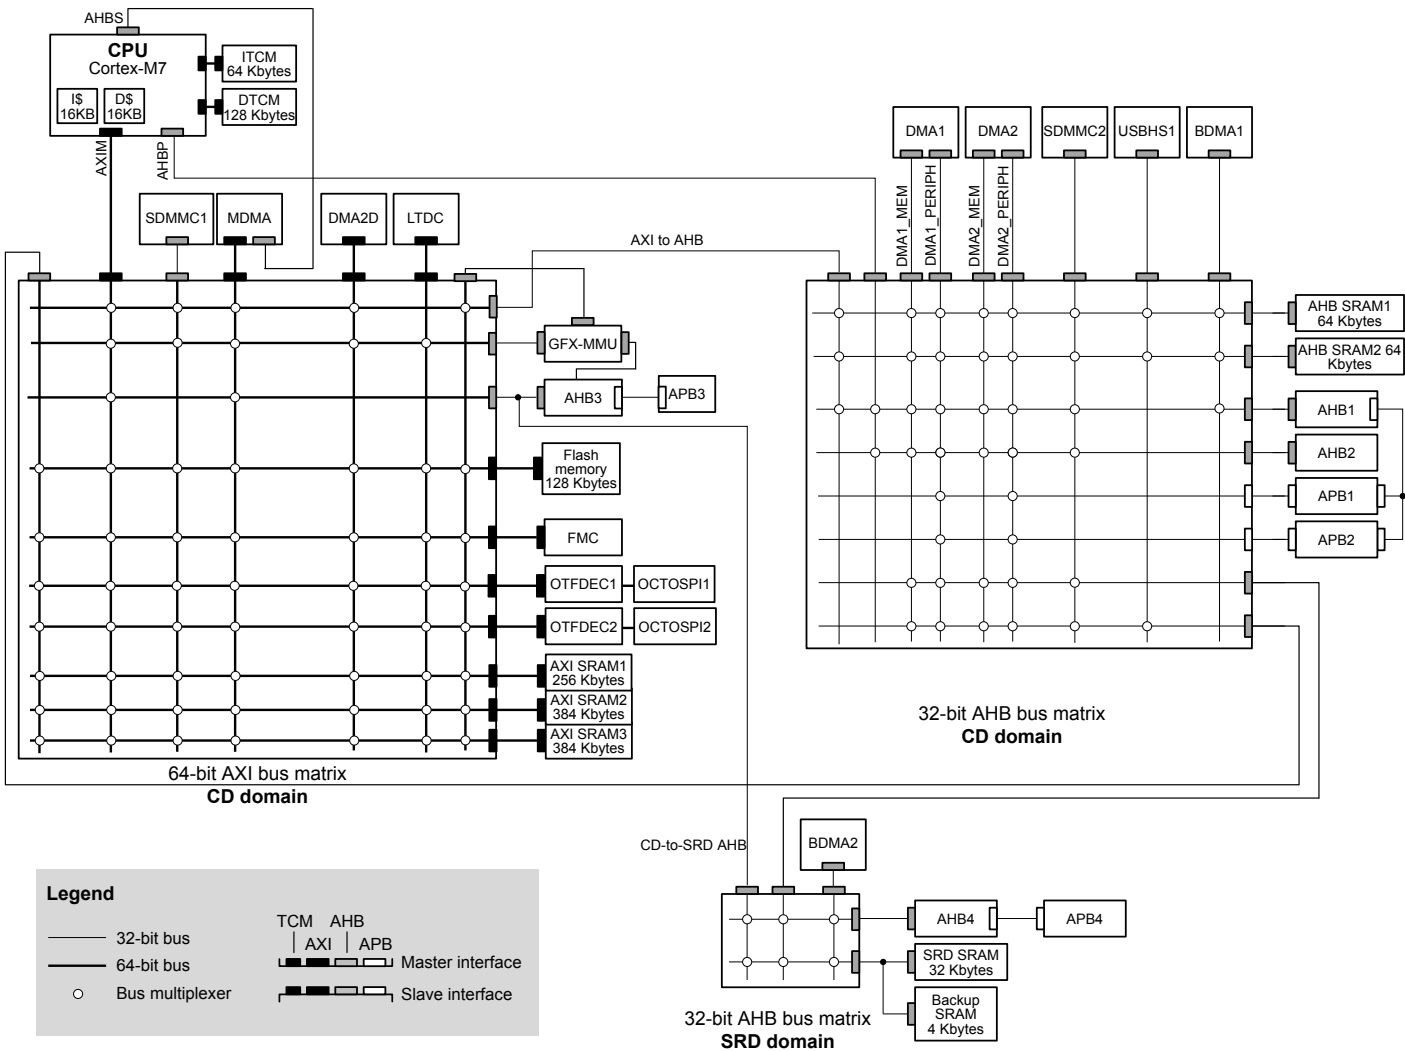 AHBS
CPU
Cortex-M7
I$
16KB
D$
16KB
ITCM
64 Kbytes
DTCM
128 Kbytes
AXIM
AHBP
SDMMC1
MDMA
DMA2D
LTDC
AXI to AHB
DMA1
DMA2
SDMMC2
USBHS1
BDMA1
DMA1_MEM
DMA1_PERIPH
DMA2_MEM
DMA2_PERIPH
GFX-MMU
AHB3
APB3
Flash
memory
128 Kbytes
FMC
OTFDEC1
OCTOSPI1
OTFDEC2
OCTOSPI2
AXI SRAM1
256 Kbytes
AXI SRAM2
384 Kbytes
AXI SRAM3
384 Kbytes
64-bit AXI bus matrix
CD domain
AHB SRAM1
64 Kbytes
AHB SRAM2 64
Kbytes
AHB1
AHB2
APB1
APB2
32-bit AHB bus matrix
CD domain
CD-to-SRD AHB
BDMA2
AHB4
APB4
SRD SRAM
32 Kbytes
Backup
SRAM
4 Kbytes
32-bit AHB bus matrix
SRD domain
Legend
32-bit bus
64-bit bus
Bus multiplexer
TCM
AHB
AXI
APB
Master interface
Slave interface